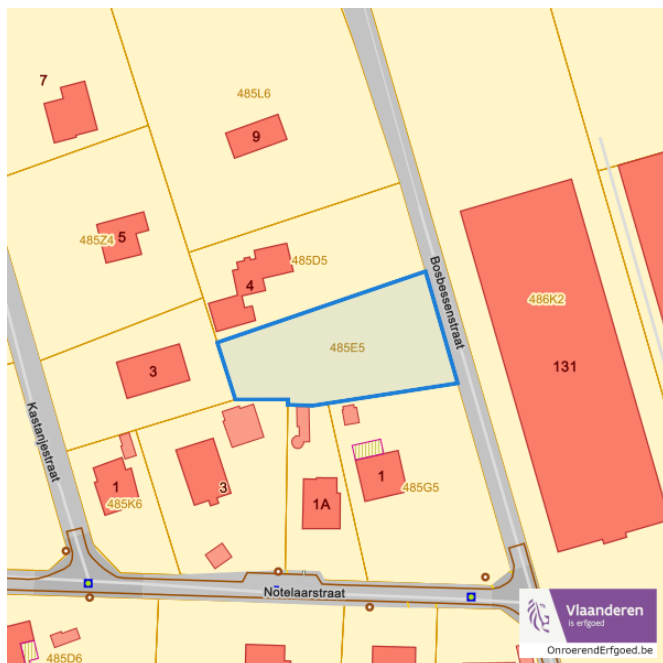 7
485L6
9
485Z4
5
485D5
4
Bosbessenstraat
486K2
485E5
131
3
Kastanjestraat
1
485K6
3
1A
1
485G5
Notelaarstraat
485D6
Vlaanderen
is erfgoed
OnroerendErfgoed.be